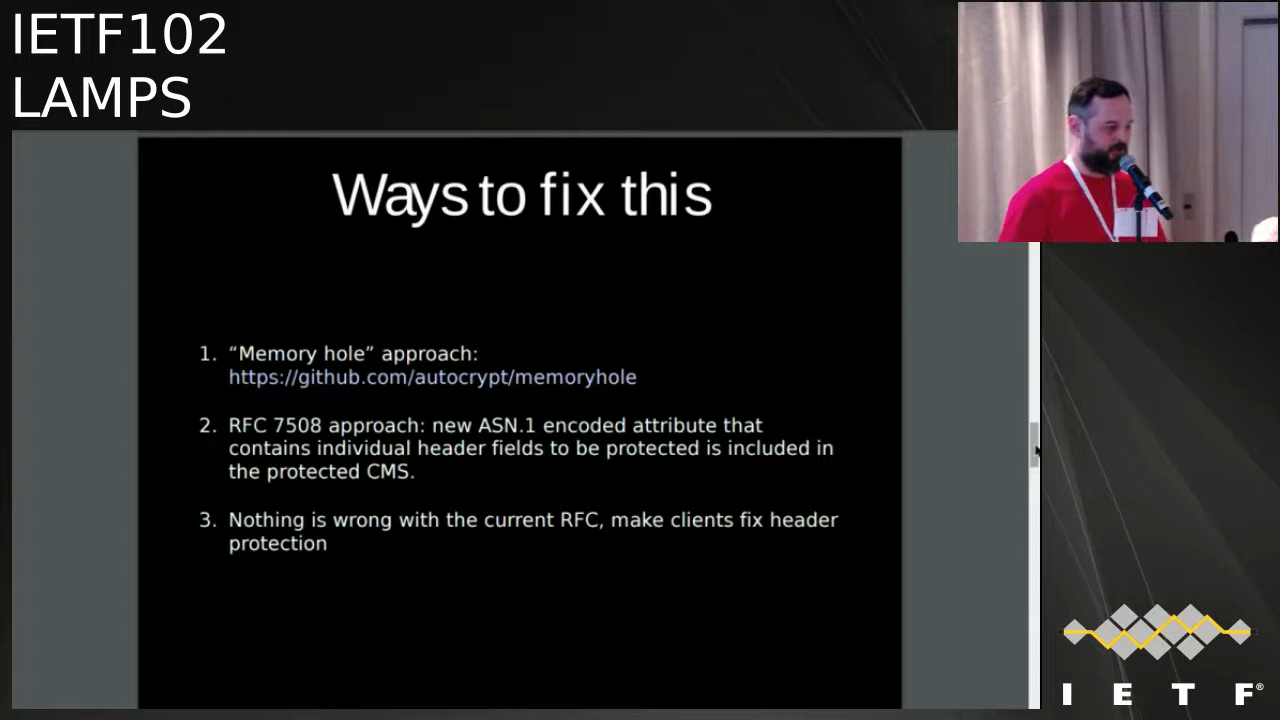 IETF102
LAMPS
Ways to fix this
1. “Memory hole” approach:
https://github.com/autocrypt/memoryhole
2. RFC 7508 approach: new ASN.1 encoded attribute that
contains individual header fields to be protected is included in
the protected CMS.
3. Nothing is wrong with the current RFC, make clients fix header
protection
I E T F®